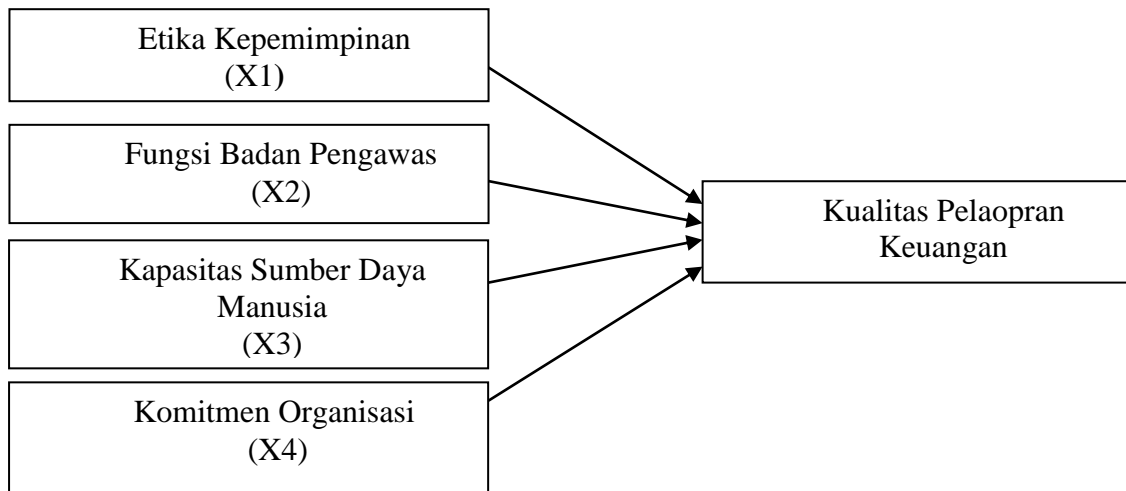 Etika Kepemimpinan
(X1)
Fungsi Badan Pengawas
(X2)
Kapasitas Sumber Daya
Manusia
(X3)
Komitmen Organisasi
(X4)
Kualitas Pelaopran
Keuangan